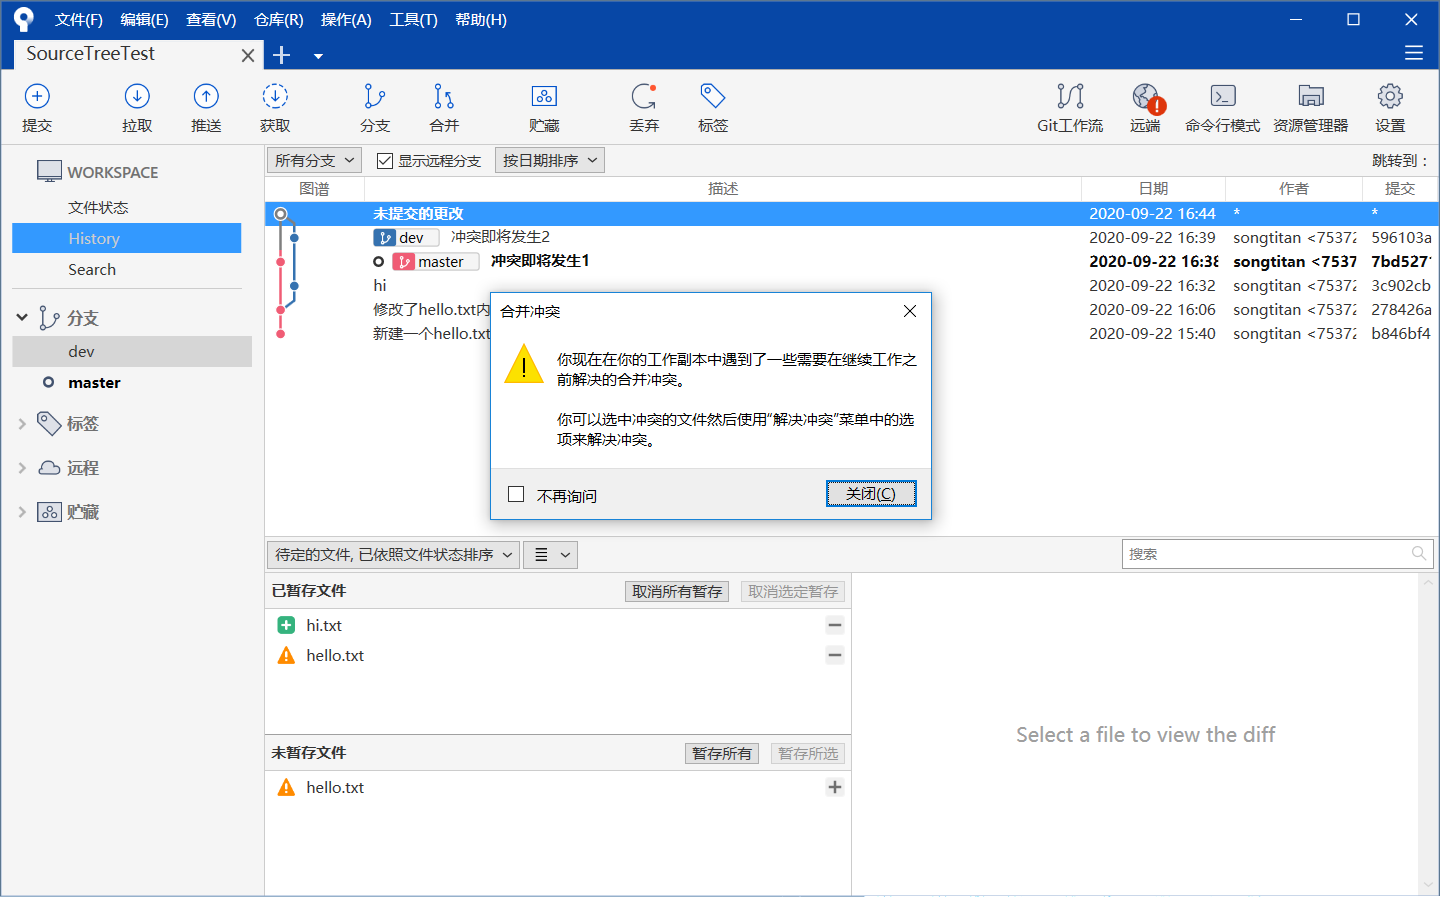 文件(F) 编辑(E) 查看(V) 仓库(R) 操作(A) 工具(T) 帮助(H)
SourceTreeTest
提交 拉取 推送 获取 分支 合并 贮藏 丢弃 标签 Git工作流 远端 命令行模式 资源管理器 设置
WORKSPACE
文件状态
History
Search
分支
dev
master
标签
远程
贮藏
所有分支 显示远程分支 按日期排序 跳转到：
图谱 描述 日期 作者 提交
未提交的更改 2020-09-22 16:44 * *
dev 冲突即将发生2 2020-09-22 16:39 songtitan <75372 596103a
master 冲突即将发生1 2020-09-22 16:38 songtitan <7537 7bd527
hi 2020-09-22 16:32 songtitan <75372 3c902cb
修改了hello.txt内 2020-09-22 16:06 songtitan <75372 278426a
新建一个hello.txt 2020-09-22 15:40 songtitan <75372 b846bf4
合并冲突
你现在在你的工作副本中遇到了一些需要在继续工作之
前解决的合并冲突。
你可以选中冲突的文件然后使用“解决冲突”菜单中的选
项来解决冲突。
不再询问 关闭(C)
待定的文件, 已依照文件状态排序 搜索
已暂存文件 取消所有暂存 取消选定暂存
hi.txt
hello.txt
未暂存文件 暂存所有 暂存所选
hello.txt
Select a file to view the diff